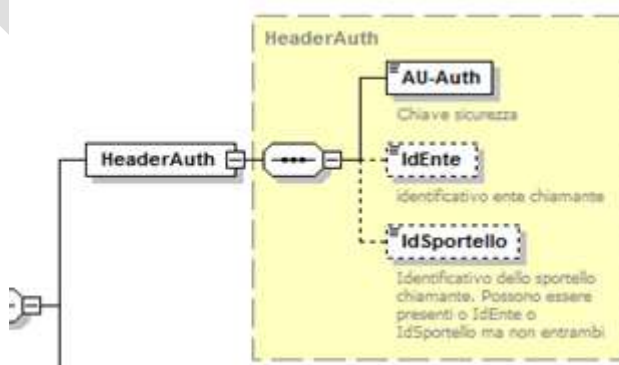 HeaderAuth
AU-Auth
Chiave sicurezza
HeaderAuth
IdEnte
identificativo ente chiamante
IdSportello
Identificativo dello sportello
chiamante. Possono essere
presenti o IdEnte o
IdSportello ma non entrambi